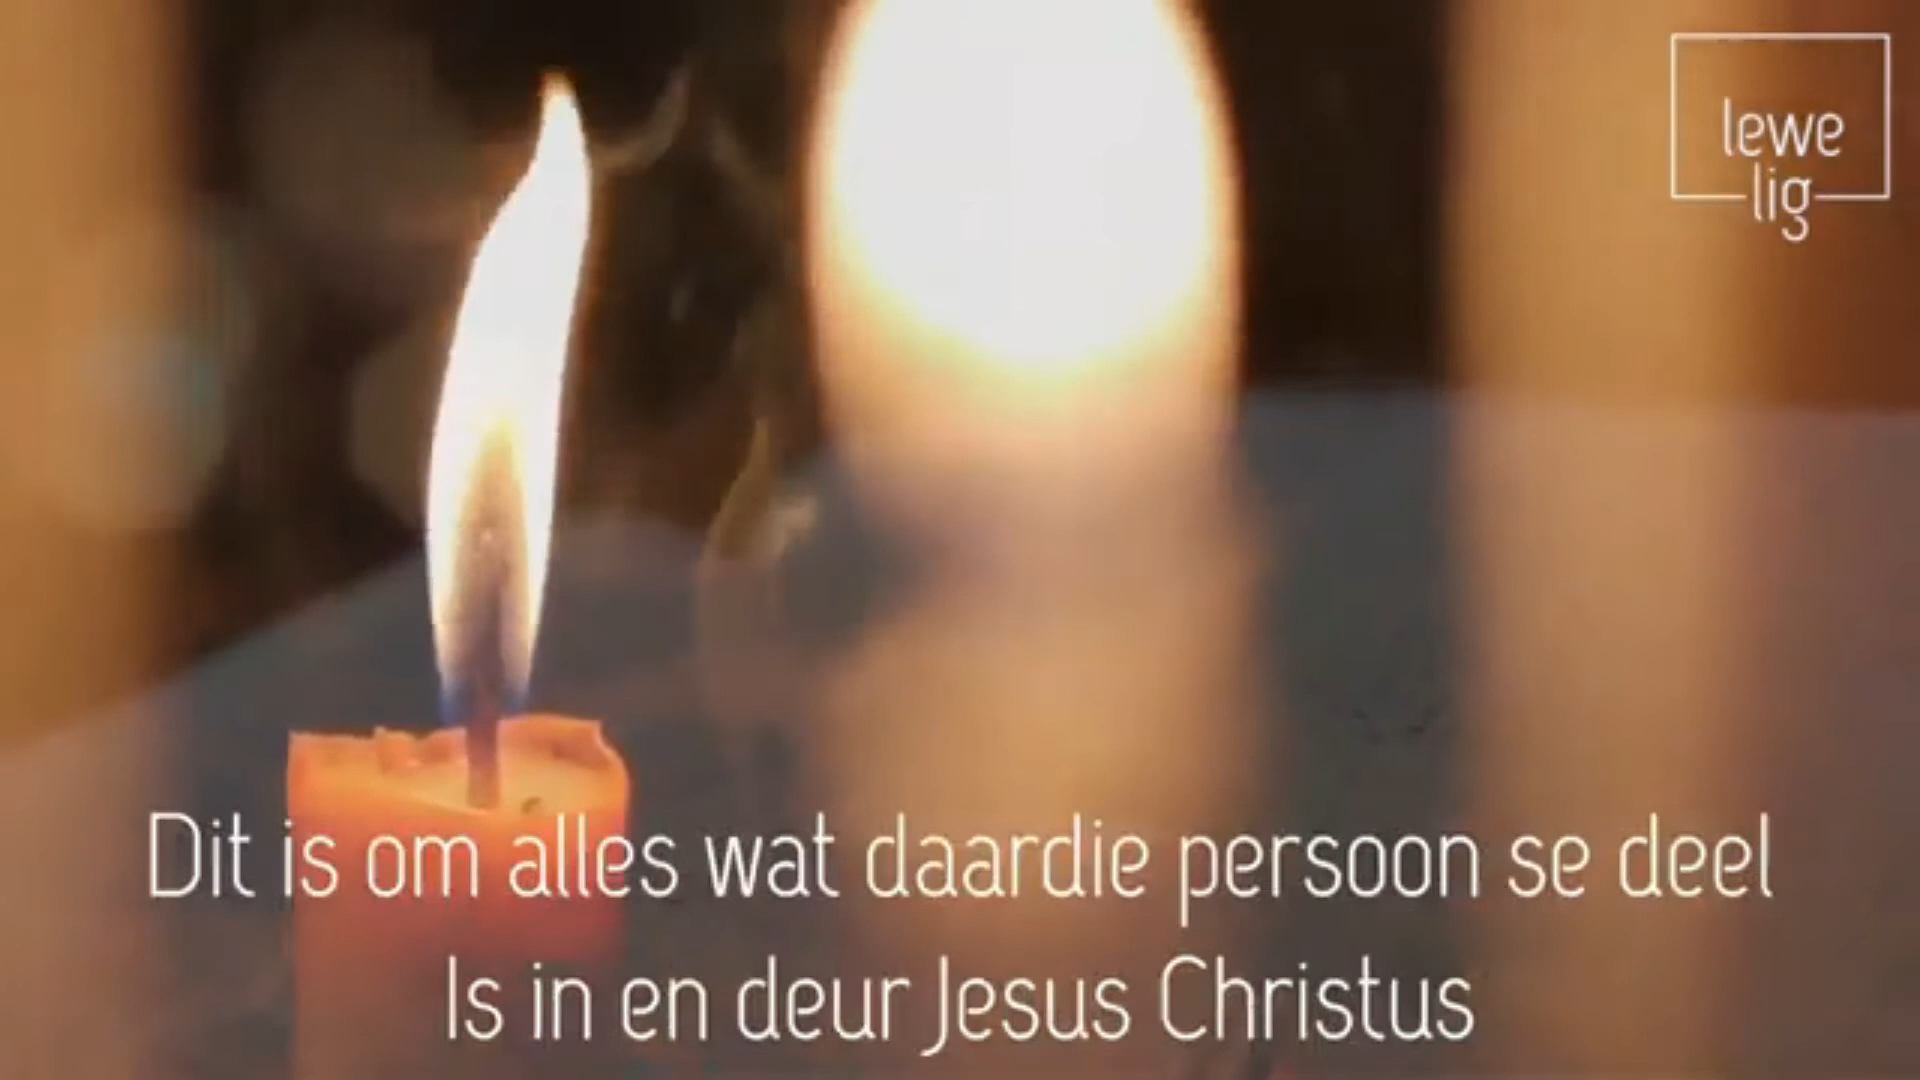 lewe
lig
Dit is om alles wat daardie persoon se deel
Is in en deur Jesus Christus